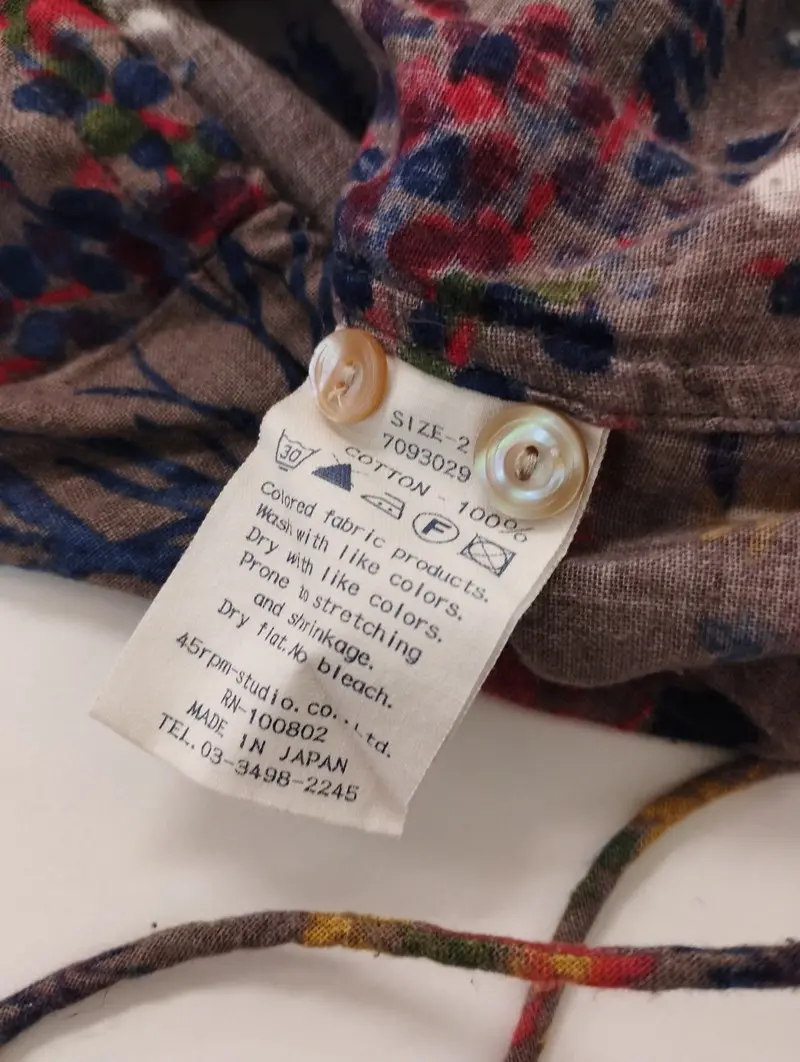 SIZE-2
7093029
COTTON - 100%
30
F
Colored fabric products.
Wash with like colors.
Dry with like colors.
Prone to stretching
and shrinkage.
Dry flat. No bleach.
45rpm-studio. co.. Ltd.
RN-100802
MADE IN JAPAN
TEL. 03-3498-2245